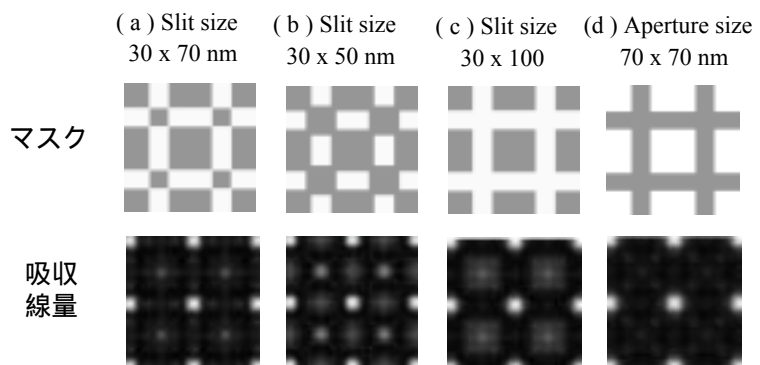 ( a ) Slit size
30 x 70 nm
( b ) Slit size
30 x 50 nm
( c ) Slit size
30 x 100
(d) Aperture size
70 x 70 nm
マスク
吸収
線量